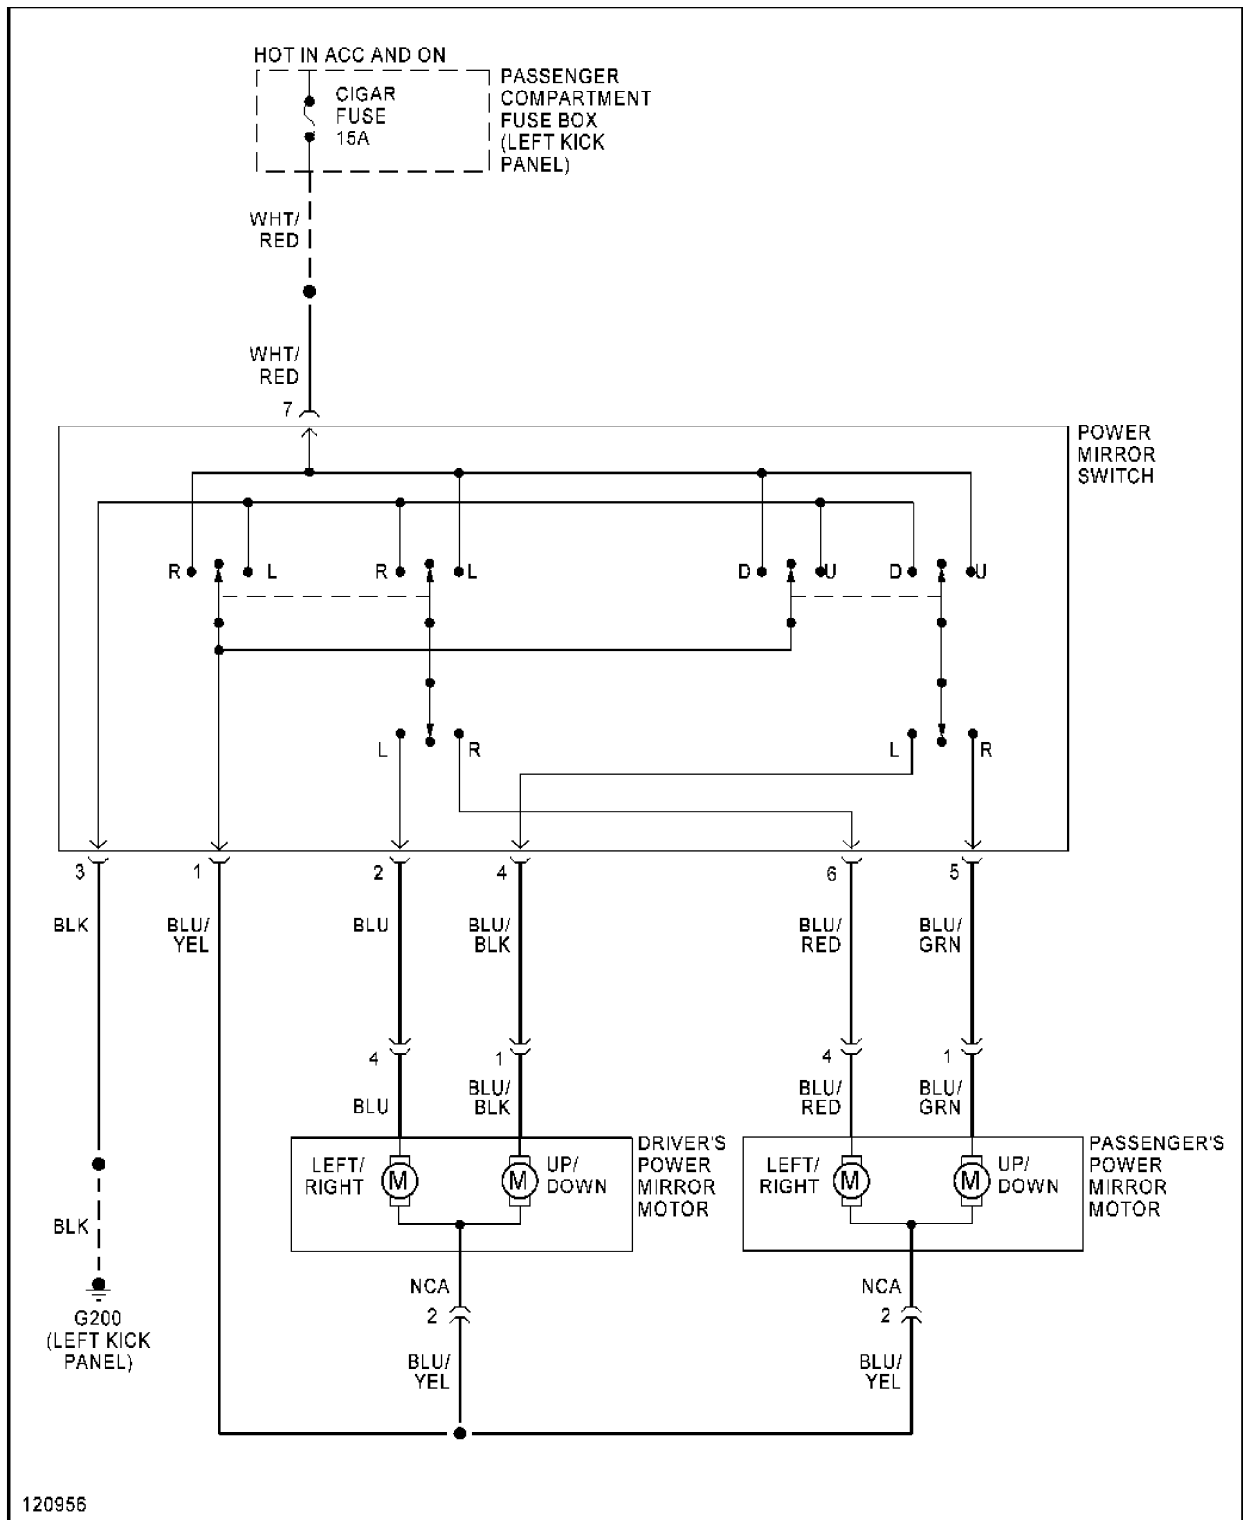 HOT IN ACC AND ON
CIGAR
FUSE
15A
PASSENGER
COMPARTMENT
FUSE BOX
(LEFT KICK
PANEL)
WHT/
RED
WHT/
RED
7
POWER
MIRROR
SWITCH
R L R L D U D U
L R L R
3 1 2 4 6 5
BLK
BLU/
YEL
BLU
BLU/
BLK
BLU/
RED
BLU/
GRN
4 1 4 1
BLU
BLU/
BLK
BLU/
RED
BLU/
GRN
LEFT/
RIGHT
M
M
UP/
DOWN
DRIVER'S
POWER
MIRROR
MOTOR
LEFT/
RIGHT
M
M
UP/
DOWN
PASSENGER'S
POWER
MIRROR
MOTOR
BLK
G200
(LEFT KICK
PANEL)
NCA
2
BLU/
YEL
NCA
2
BLU/
YEL
120956